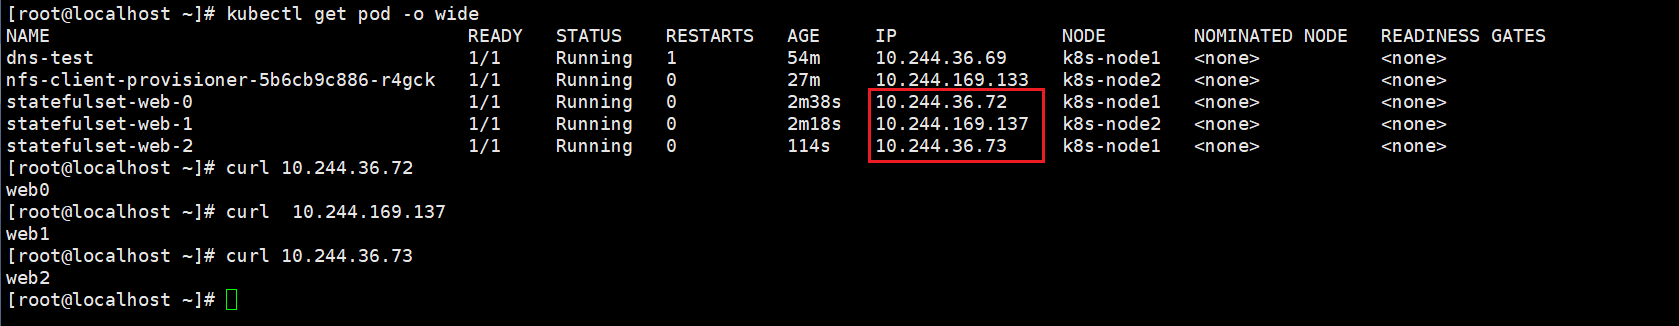 [root@localhost ~]# kubectl get pod -o wide
NAME READY STATUS RESTARTS AGE IP NODE NOMINATED NODE READINESS GATES
dns-test 1/1 Running 1 54m 10.244.36.69 k8s-node1 <none> <none>
nfs-client-provisioner-5b6cb9c886-r4gck 1/1 Running 0 27m 10.244.169.133 k8s-node2 <none> <none>
statefulset-web-0 1/1 Running 0 2m38s 10.244.36.72 k8s-node1 <none> <none>
statefulset-web-1 1/1 Running 0 2m18s 10.244.169.137 k8s-node2 <none> <none>
statefulset-web-2 1/1 Running 0 114s 10.244.36.73 k8s-node1 <none> <none>
[root@localhost ~]# curl 10.244.36.72
web0
[root@localhost ~]# curl  10.244.169.137
web1
[root@localhost ~]# curl 10.244.36.73
web2
[root@localhost ~]#